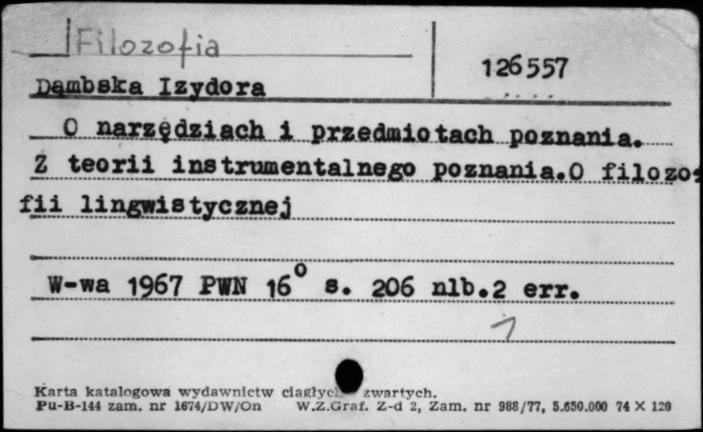 Filozofia
126557
Dąmbska Izydora
O narzędziach i przedmiotach poznania.
Z teorii instrumentalnego poznania.O filozo-
fii lingwistycznej
W-wa 1967 PWN 16° s. 206 nlb.2 err.
Karta katalogowa wydawnictw zwartych.
Pu-B-144 zam. nr 1674/DW/On W.Z.Graf. Z-d 2, Zam. nr 988/77, 5.650.000 74 X 120